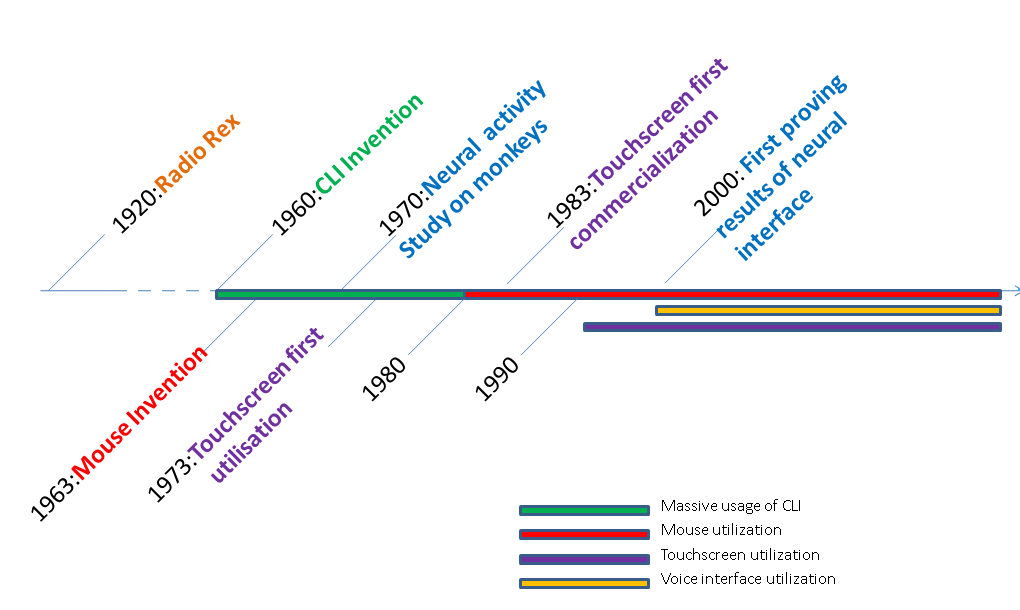 1920:Radio Rex
1960:CLI Invention
1970:Neural activity
Study on monkeys
1983:Touchscreen first
commercialization
2000: First proving
results of neural
interface
1963:Mouse Invention
1973:Touchscreen first
utilisation
1980
1990
Massive usage of CLI
Mouse utilization
Touchscreen utilization
Voice interface utilization